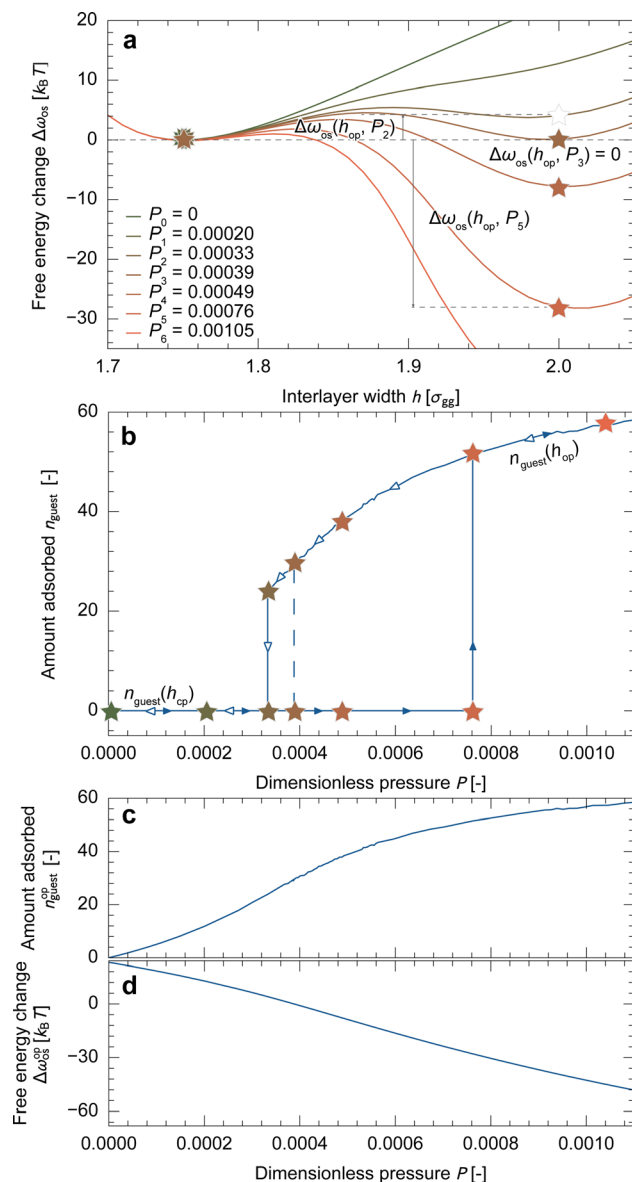 a
20
10
0
−10
−20
−30
Free energy change Δω_os [k_B T]
Δω_os(h_op, P_2)
Δω_os(h_op, P_3) = 0
Δω_os(h_op, P_5)
P_0 = 0
P_1 = 0.00020
P_2 = 0.00033
P_3 = 0.00039
P_4 = 0.00049
P_5 = 0.00076
P_6 = 0.00105
1.7 1.8 1.9 2.0
Interlayer width h [σ_gg]
b
60
40
20
0
Amount adsorbed n_guest [-]
n_guest(h_op)
n_guest(h_cp)
0.0000 0.0002 0.0004 0.0006 0.0008 0.0010
Dimensionless pressure P [-]
c
60
40
20
0
Amount adsorbed
n^op_guest [-]
d
0
−30
−60
Free energy change
Δω^op_os [k_B T]
0.0000 0.0002 0.0004 0.0006 0.0008 0.0010
Dimensionless pressure P [-]